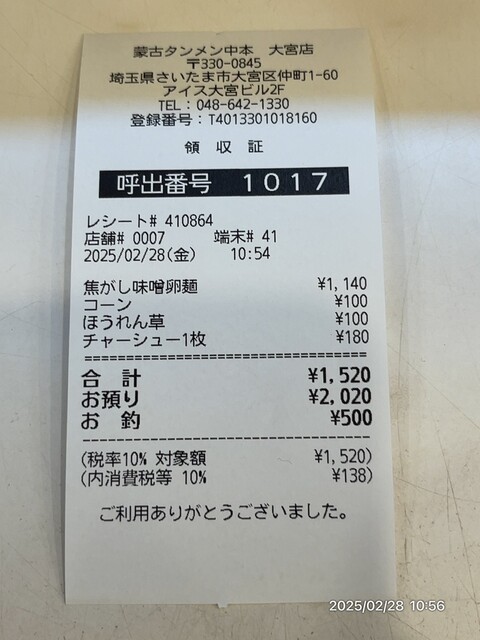 蒙古タンメン中本　大宮店
〒330-0845
埼玉県さいたま市大宮区仲町1-60
アイス大宮ビル2F
TEL：048-642-1330
登録番号：T4013301018160
領　収　証
呼出番号　１０１７
レシート# 410864
店舗# 0007　　端末# 41
2025/02/28(金)　　10:54
焦がし味噌卵麺　¥1,140
コーン　¥100
ほうれん草　¥100
チャーシュー1枚　¥180
合　計　¥1,520
お預り　¥2,020
お　釣　¥500
(税率10% 対象額　¥1,520)
(内消費税等 10%　¥138)
ご利用ありがとうございました。
2025/02/28 10:56